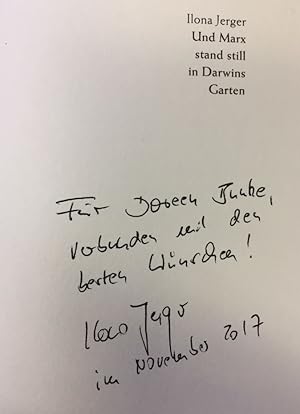 Ilona Jerger
Und Marx
stand still
in Darwins
Garten
Für Doreen
verbunden mit den
besten Wünschen!
Ilona Jerger
im November 2017